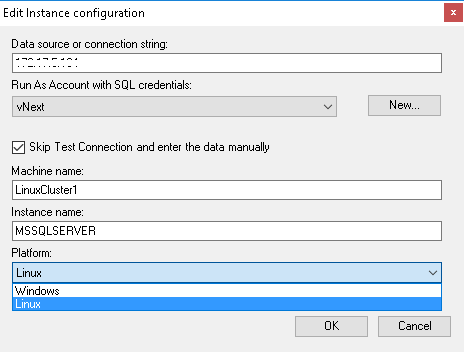 Edit Instance configuration
x
Data source or connection string:
Run As Account with SQL credentials:
vNext
New...
Skip Test Connection and enter the data manually
Machine name:
LinuxCluster1
Instance name:
MSSQLSERVER
Platform:
Linux
Windows
Linux
OK Cancel